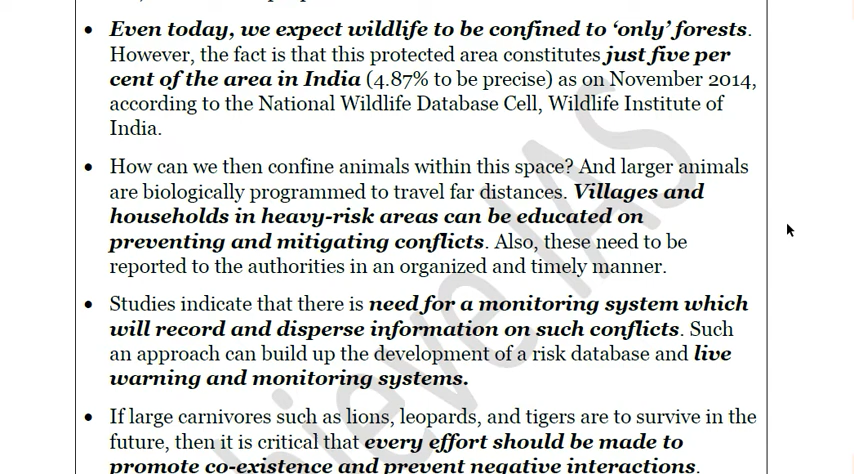 • Even today, we expect wildlife to be confined to ‘only’ forests.
However, the fact is that this protected area constitutes just five per
cent of the area in India (4.87% to be precise) as on November 2014,
according to the National Wildlife Database Cell, Wildlife Institute of
India.
• How can we then confine animals within this space? And larger animals
are biologically programmed to travel far distances. Villages and
households in heavy-risk areas can be educated on
preventing and mitigating conflicts. Also, these need to be
reported to the authorities in an organized and timely manner.
• Studies indicate that there is need for a monitoring system which
will record and disperse information on such conflicts. Such
an approach can build up the development of a risk database and live
warning and monitoring systems.
• If large carnivores such as lions, leopards, and tigers are to survive in the
future, then it is critical that every effort should be made to
promote co-existence and prevent negative interactions.
hieve IAS